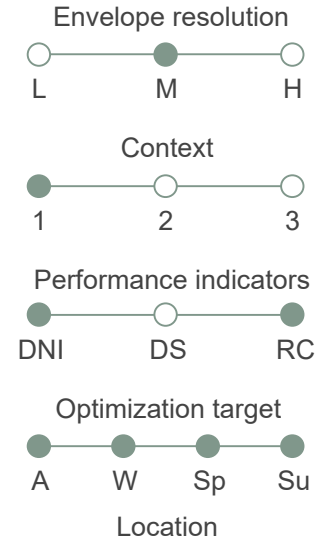 Envelope resolution
L M H
Context
1 2 3
Performance indicators
DNI DS RC
Optimization target
A W Sp Su
Location